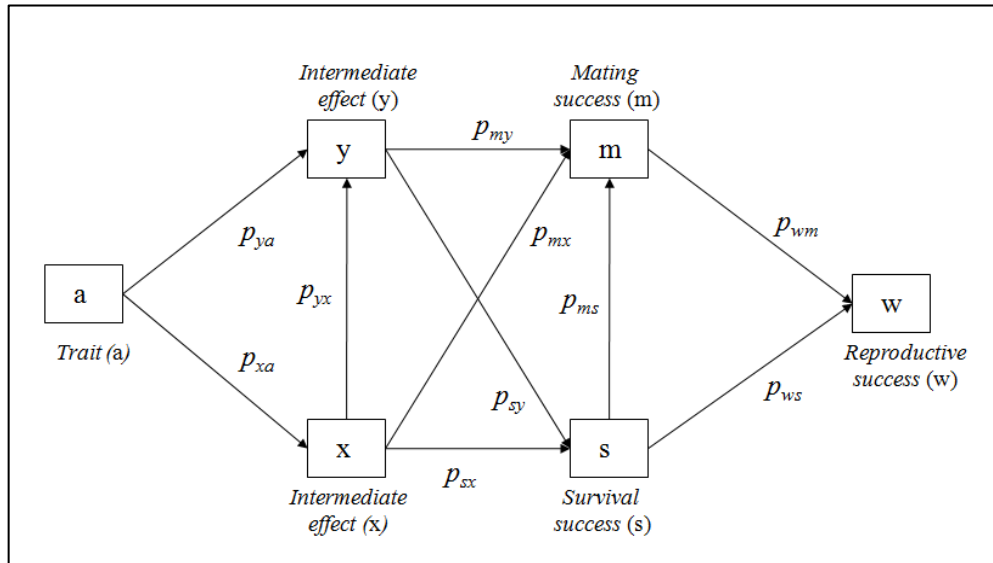 Intermediate
effect (y)
Mating
success (m)
y
p_my
m
p_ya
p_mx
p_wm
a
p_yx
p_ms
w
Trait (a)
p_xa
Reproductive
success (w)
p_sy
p_ws
x
s
p_sx
Intermediate
effect (x)
Survival
success (s)